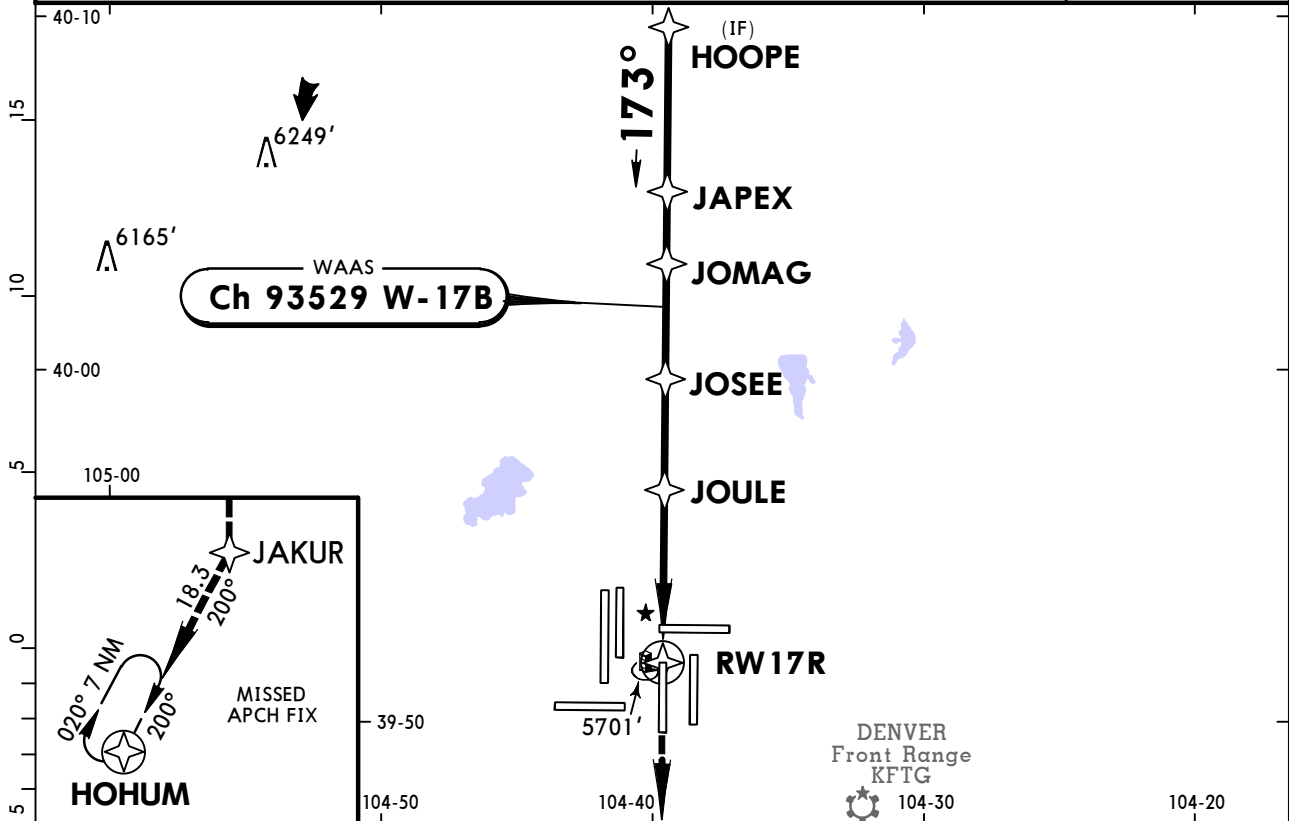 40-10
(IF)
HOOPE
173°
15
6249'
JAPEX
6165'
JOMAG
WAAS
Ch 93529 W-17B
10
40-00
JOSEE
5
105-00
JOULE
JAKUR
18.3
200°
0
RW17R
020° 7 NM
200°
MISSED
APCH FIX
39-50
5701'
DENVER
Front Range
KFTG
HOHUM
5
104-50
104-40
104-30
104-20